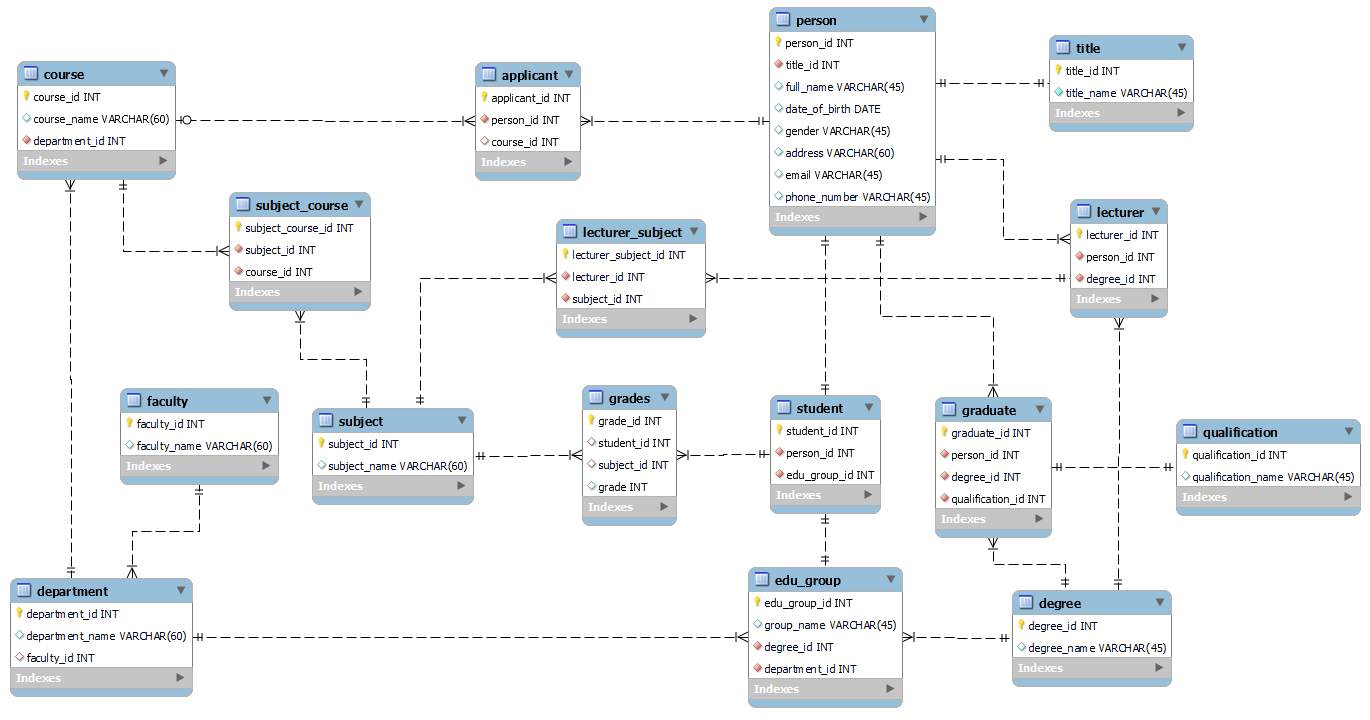 person
person_id INT
title_id INT
full_name VARCHAR(45)
date_of_birth DATE
gender VARCHAR(45)
address VARCHAR(60)
email VARCHAR(45)
phone_number VARCHAR(45)
Indexes
title
title_id INT
title_name VARCHAR(45)
Indexes
course
course_id INT
course_name VARCHAR(60)
department_id INT
Indexes
applicant
applicant_id INT
person_id INT
course_id INT
Indexes
subject_course
subject_course_id INT
subject_id INT
course_id INT
Indexes
lecturer_subject
lecturer_subject_id INT
lecturer_id INT
subject_id INT
Indexes
lecturer
lecturer_id INT
person_id INT
degree_id INT
Indexes
faculty
faculty_id INT
faculty_name VARCHAR(60)
Indexes
subject
subject_id INT
subject_name VARCHAR(60)
Indexes
grades
grade_id INT
student_id INT
subject_id INT
grade INT
Indexes
student
student_id INT
person_id INT
edu_group_id INT
Indexes
graduate
graduate_id INT
person_id INT
degree_id INT
qualification_id INT
Indexes
qualification
qualification_id INT
qualification_name VARCHAR(45)
Indexes
department
department_id INT
department_name VARCHAR(60)
faculty_id INT
Indexes
edu_group
edu_group_id INT
group_name VARCHAR(45)
degree_id INT
department_id INT
Indexes
degree
degree_id INT
degree_name VARCHAR(45)
Indexes